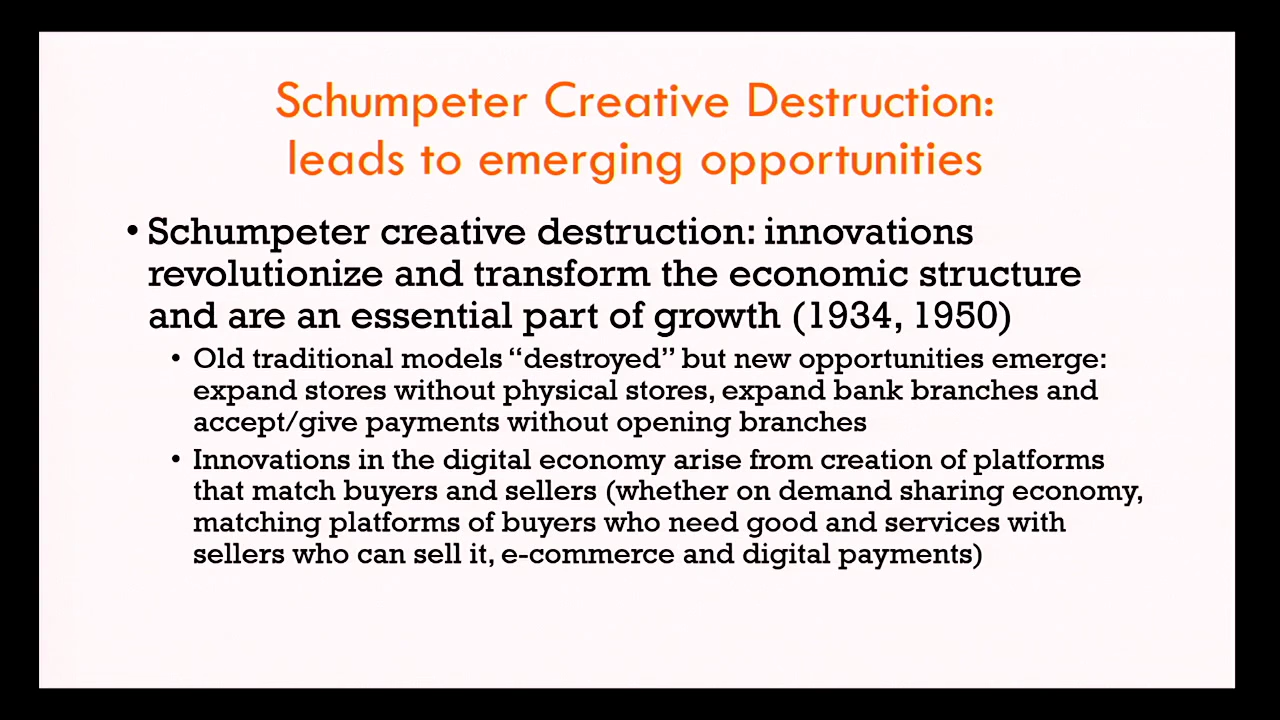 Schumpeter Creative Destruction:
leads to emerging opportunities
• Schumpeter creative destruction: innovations
revolutionize and transform the economic structure
and are an essential part of growth (1934, 1950)
• Old traditional models “destroyed” but new opportunities emerge:
expand stores without physical stores, expand bank branches and
accept/give payments without opening branches
• Innovations in the digital economy arise from creation of platforms
that match buyers and sellers (whether on demand sharing economy,
matching platforms of buyers who need good and services with
sellers who can sell it, e-commerce and digital payments)